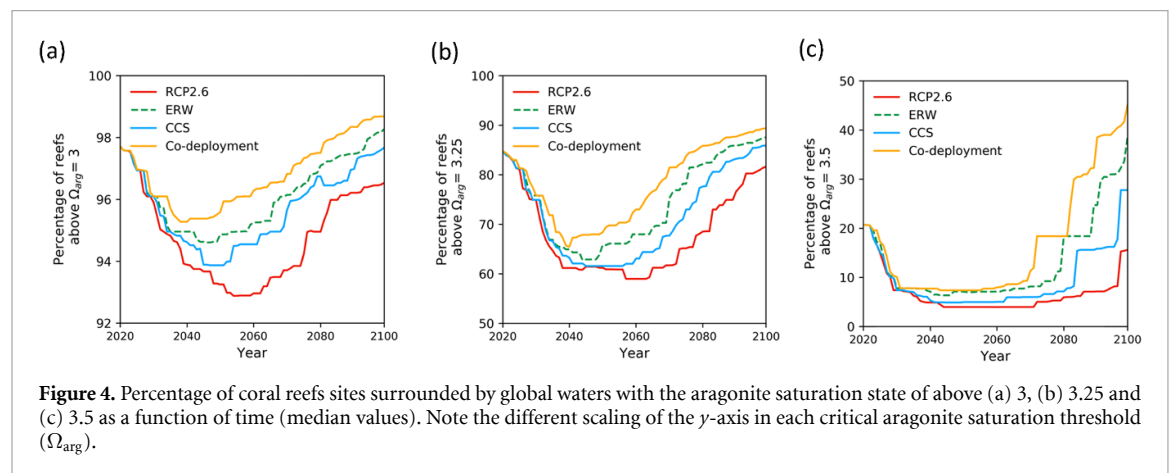 (a)
100
98
96
94
92
Percentage of reefs
above Ωarg= 3
RCP2.6
ERW
CCS
Co-deployment
2020 2040 2060 2080 2100
Year
(b)
100
90
80
70
60
50
Percentage of reefs
above Ωarg = 3.25
RCP2.6
ERW
CCS
Co-deployment
2020 2040 2060 2080 2100
Year
(c)
50
40
30
20
10
0
Percentage of reefs
above Ωarg= 3.5
RCP2.6
ERW
CCS
Co-deployment
2020 2040 2060 2080 2100
Year
Figure 4. Percentage of coral reefs sites surrounded by global waters with the aragonite saturation state of above (a) 3, (b) 3.25 and
(c) 3.5 as a function of time (median values). Note the different scaling of the y-axis in each critical aragonite saturation threshold
(Ωarg).